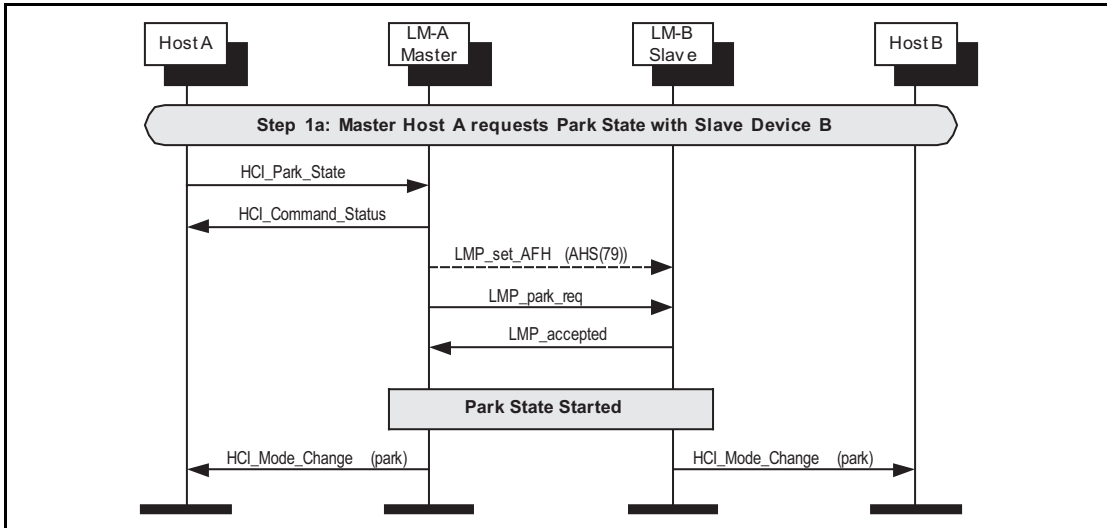 Host A
LM-A
Master
LM-B
Slave
Host B
Step 1a: Master Host A requests Park State with Slave Device B
HCI_Park_State
HCI_Command_Status
LMP_set_AFH (AHS(79))
LMP_park_req
LMP_accepted
Park State Started
HCI_Mode_Change (park)
HCI_Mode_Change (park)